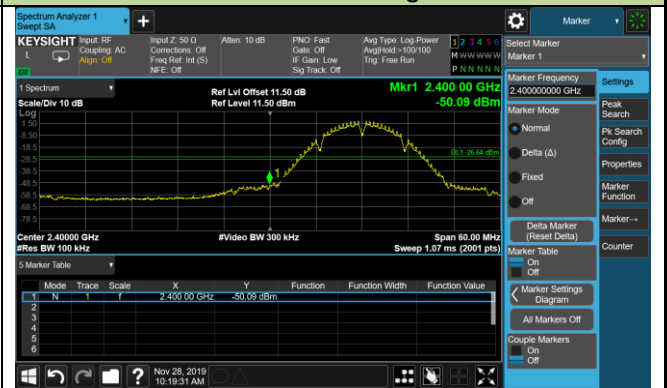 Spectrum Analyzer 1
Swept SA
Marker
KEYSIGHT
L
Input: RF
Coupling: AC
Align: Off
Input Z: 50 Ω
Corrections: Off
Freq Ref: Int (S)
NFE: Off
Atten: 10 dB
PNO: Fast
Gate: Off
IF Gain: Low
Sig Track: Off
Avg Type: Log-Power
Avg|Hold:>100/100
Trig: Free Run
1 2 3 4 5 6
M W W W W W
P N N N N N
Select Marker
Marker 1
1 Spectrum
Scale/Div 10 dB
Log
Ref Lvl Offset 11.50 dB
Ref Level 11.50 dBm
Mkr1 2.400 00 GHz
-50.09 dBm
1.50
-8.50
-18.5
-28.5
-38.5
-48.5
-58.5
-68.5
-78.5
DL1 -26.64 dBm
1
Center 2.40000 GHz
#Res BW 100 kHz
#Video BW 300 kHz
Span 60.00 MHz
Sweep 1.07 ms (2001 pts)
5 Marker Table
Mode Trace Scale X Y Function Function Width Function Value
1 N 1 f 2.400 00 GHz -50.09 dBm
2
3
4
5
6
Marker Frequency
2.400000000 GHz
Marker Mode
Normal
Delta (Δ)
Fixed
Off
Delta Marker
(Reset Delta)
Marker Table
On
Off
Marker Settings
Diagram
All Markers Off
Couple Markers
On
Off
Settings
Peak
Search
Pk Search
Config
Properties
Marker
Function
Marker→
Counter
Nov 28, 2019
10:19:31 AM